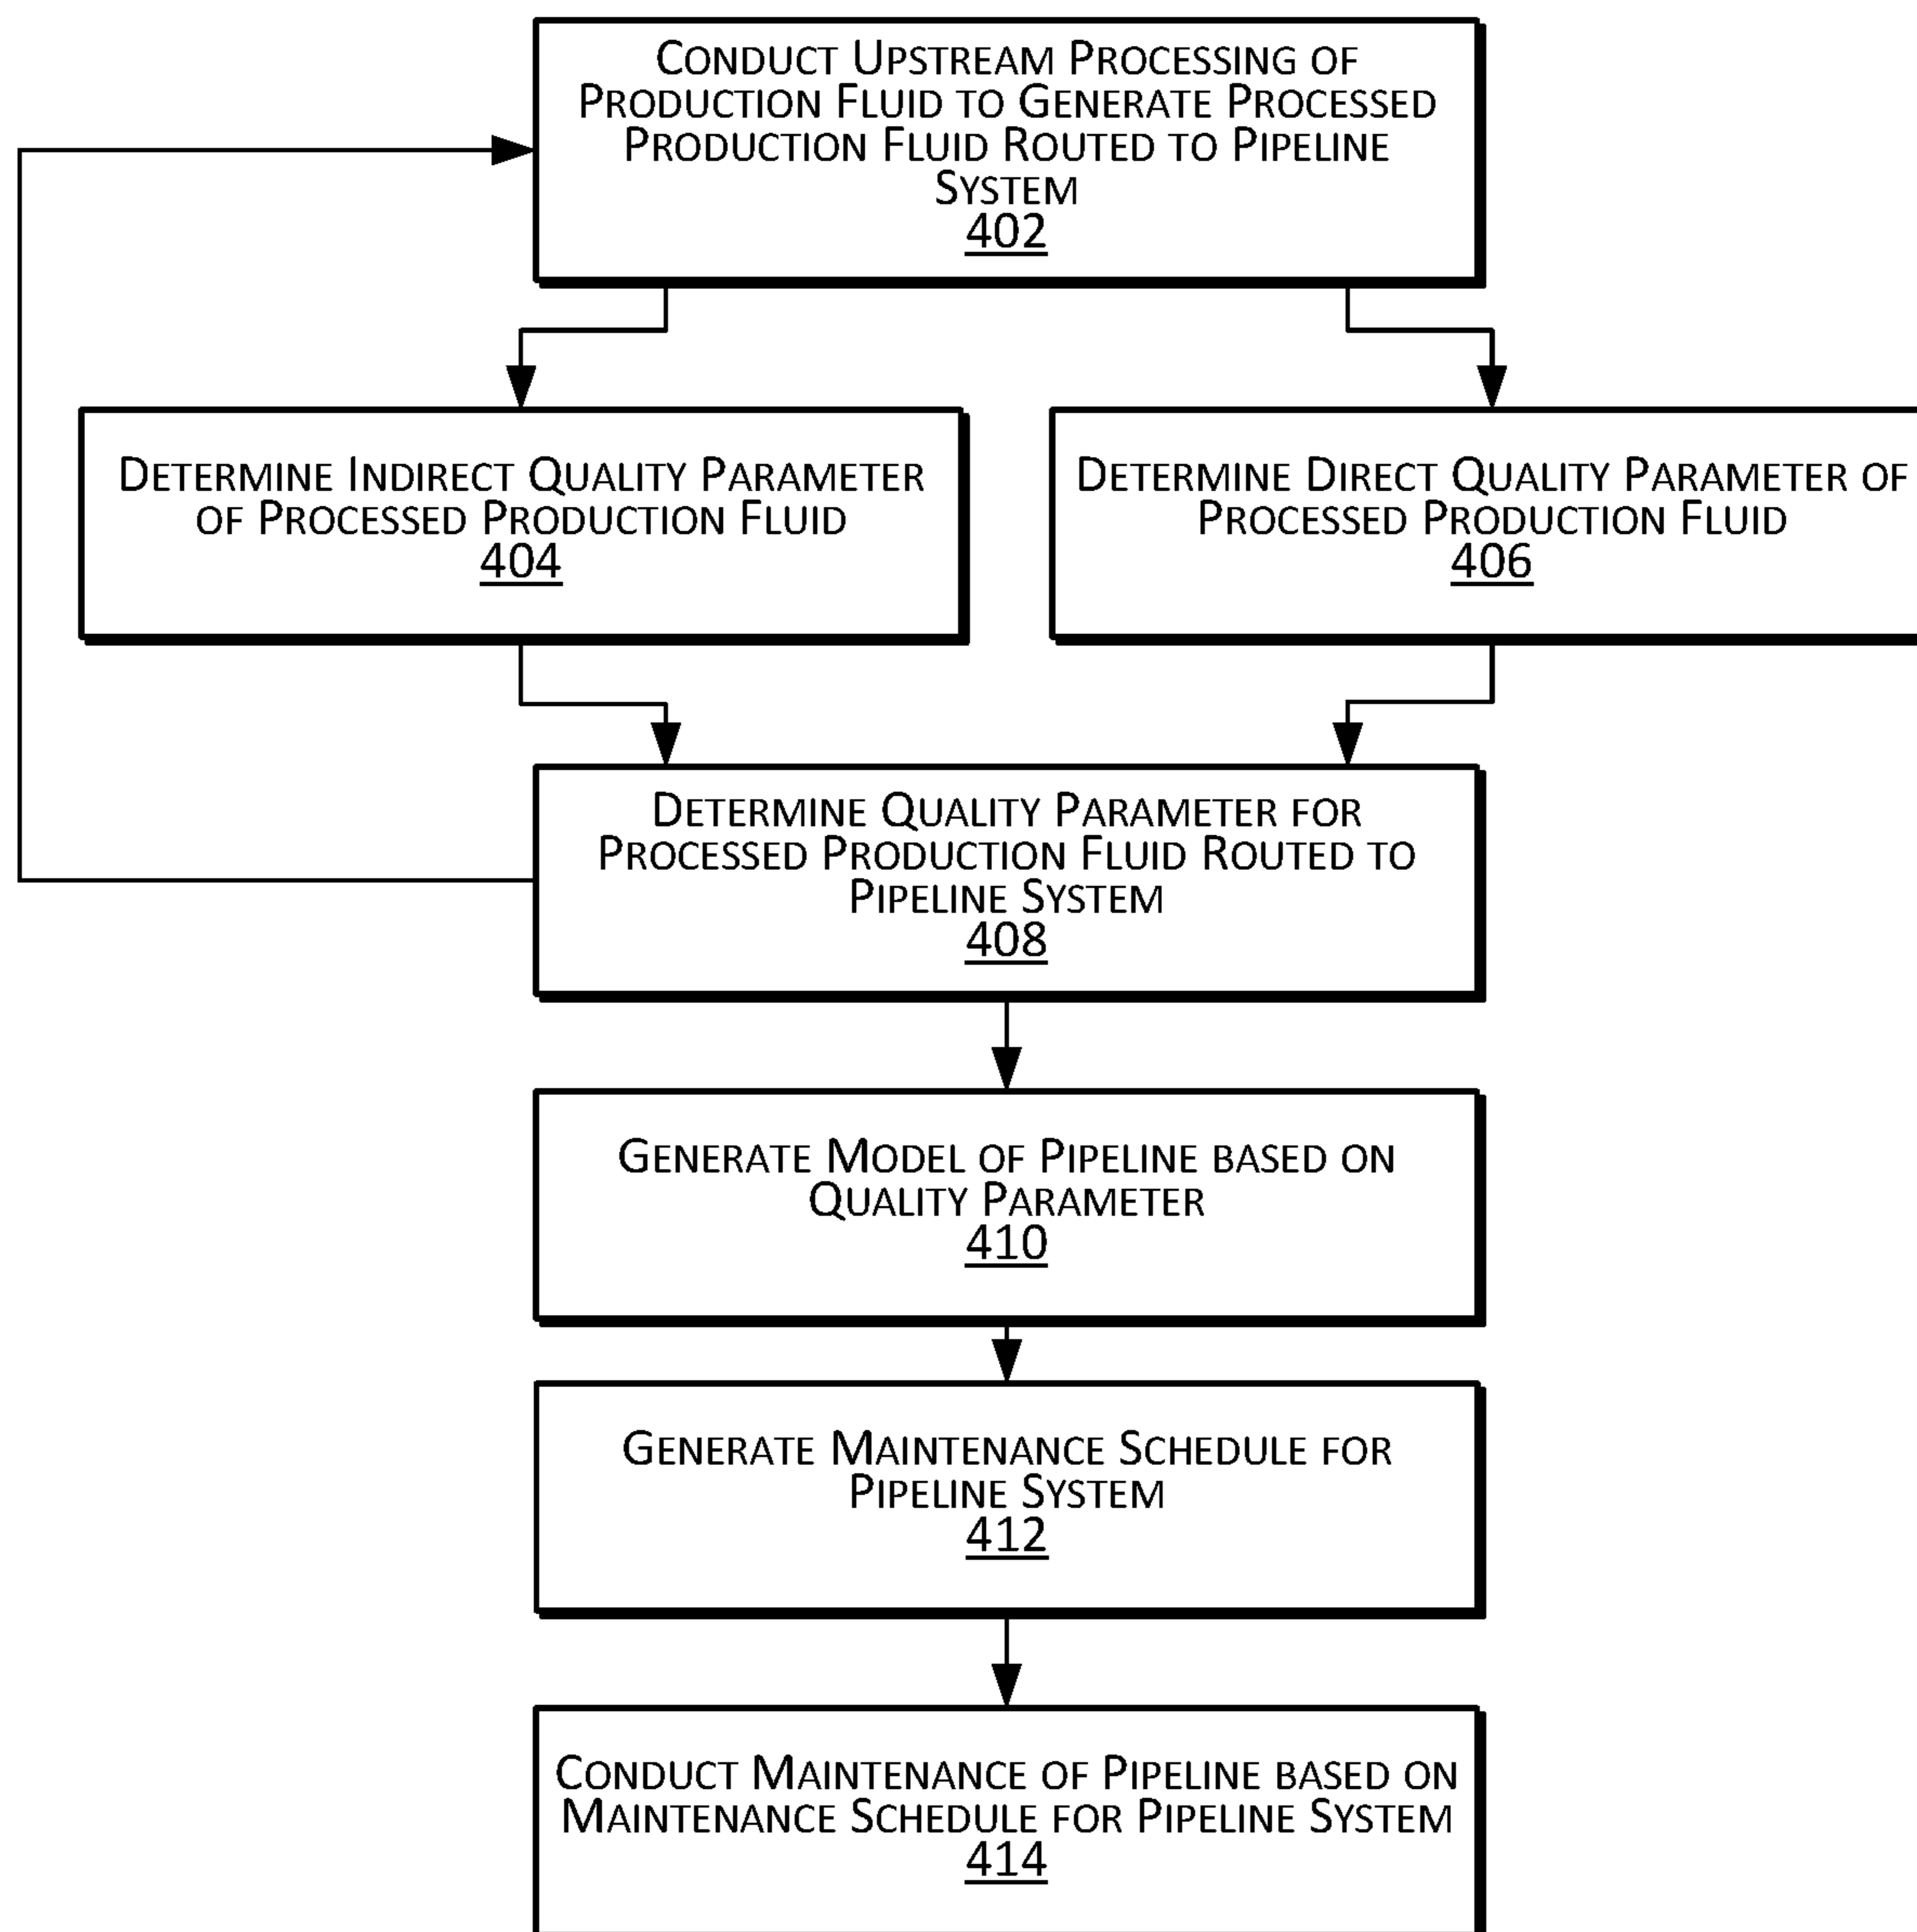 Conduct Upstream Processing of
Production Fluid to Generate Processed
Production Fluid Routed to Pipeline
System
402
Determine Indirect Quality Parameter
of Processed Production Fluid
404
Determine Direct Quality Parameter of
Processed Production Fluid
406
Determine Quality Parameter for
Processed Production Fluid Routed to
Pipeline System
408
Generate Model of Pipeline based on
Quality Parameter
410
Generate Maintenance Schedule for
Pipeline System
412
Conduct Maintenance of Pipeline based on
Maintenance Schedule for Pipeline System
414